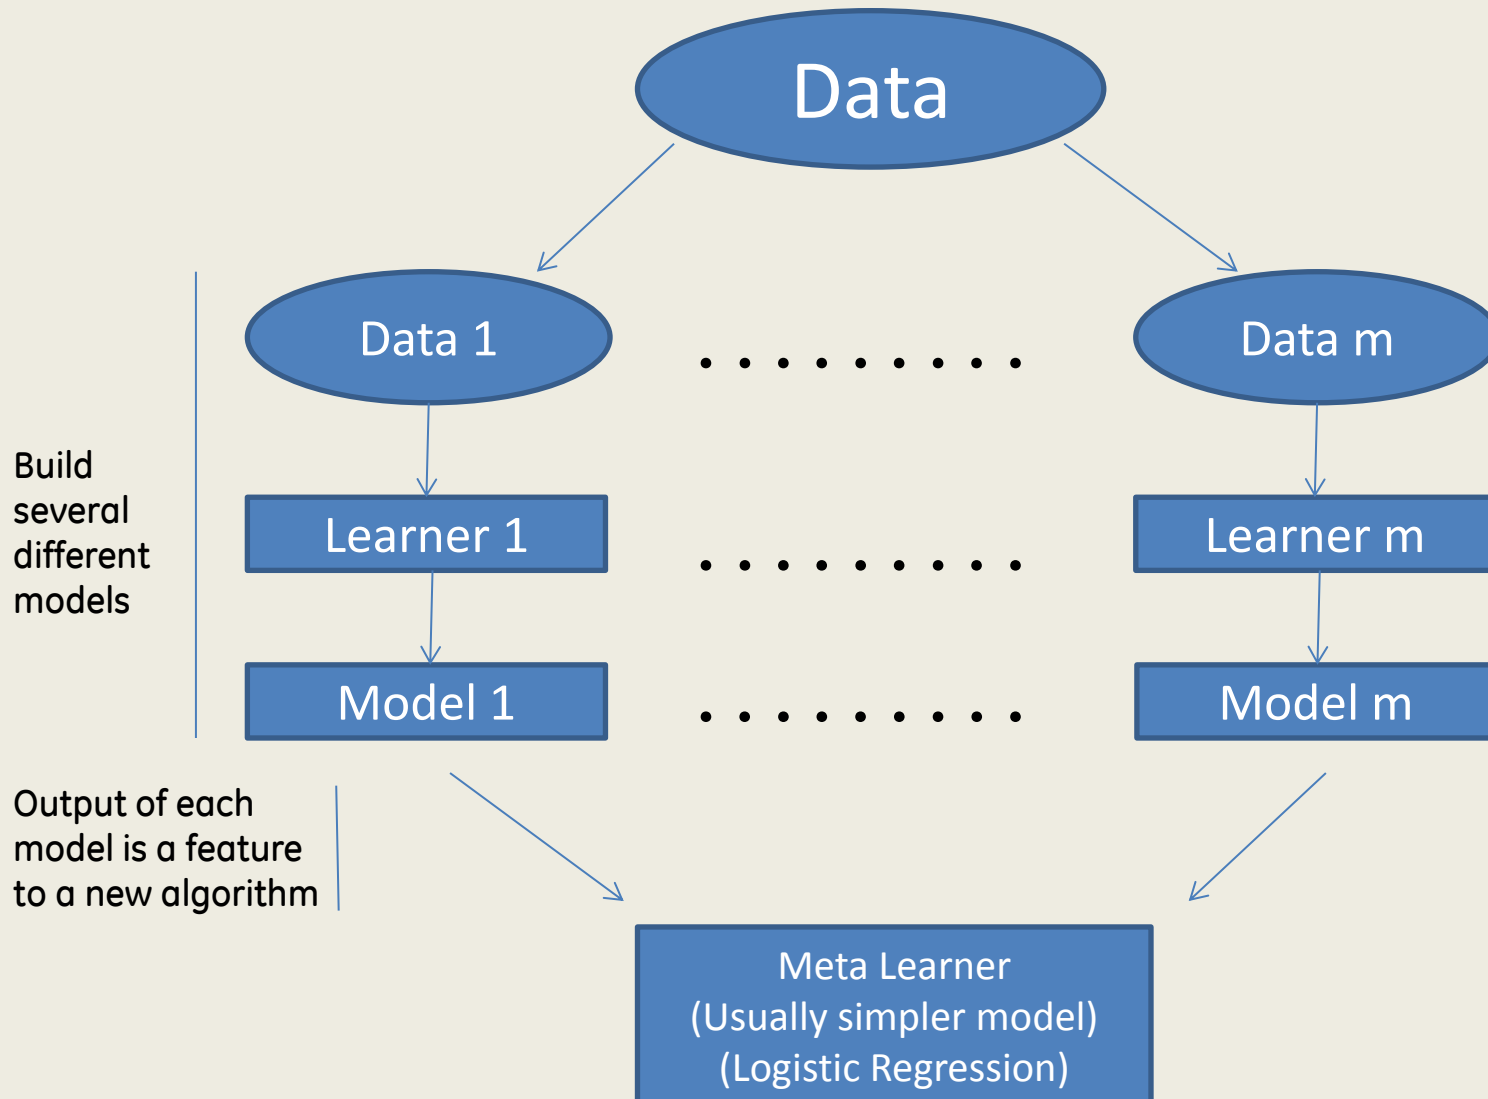 Data
Data 1
. . . . . . . . .
Data m
Build
several
different
models
Learner 1
. . . . . . . . .
Learner m
Model 1
. . . . . . . . .
Model m
Output of each
model is a feature
to a new algorithm
Meta Learner
(Usually simpler model)
(Logistic Regression)